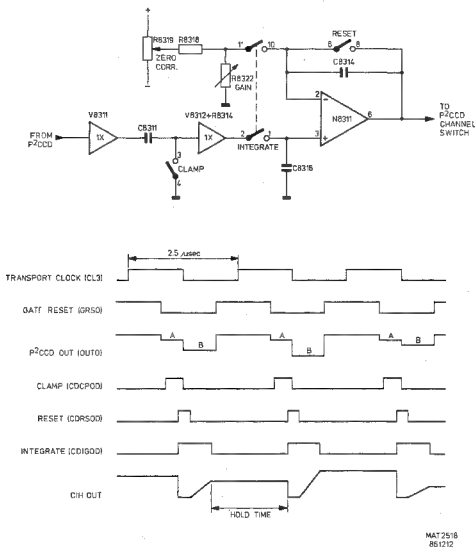 +
R8319
R8318
ZERO
CORR.
11
10
R8322
GAIN
RESET
6
8
C8314
V8311
1X
FROM
P²CCD
C8311
3
4
CLAMP
V8312+R8314
1X
2
1
INTEGRATE
C8316
2
3
N8311
6
-
+
TO
P²CCD
CHANNEL
SWITCH
2.5 µsec
TRANSPORT CLOCK (CL3)
GATE RESET (GRSO)
P²CCD OUT (OUTO)
A
B
A
B
A
B
CLAMP (CDCPOD)
RESET (CDRSOD)
INTEGRATE (CDIGOD)
CIH OUT
HOLD TIME
MAT 2518
861212